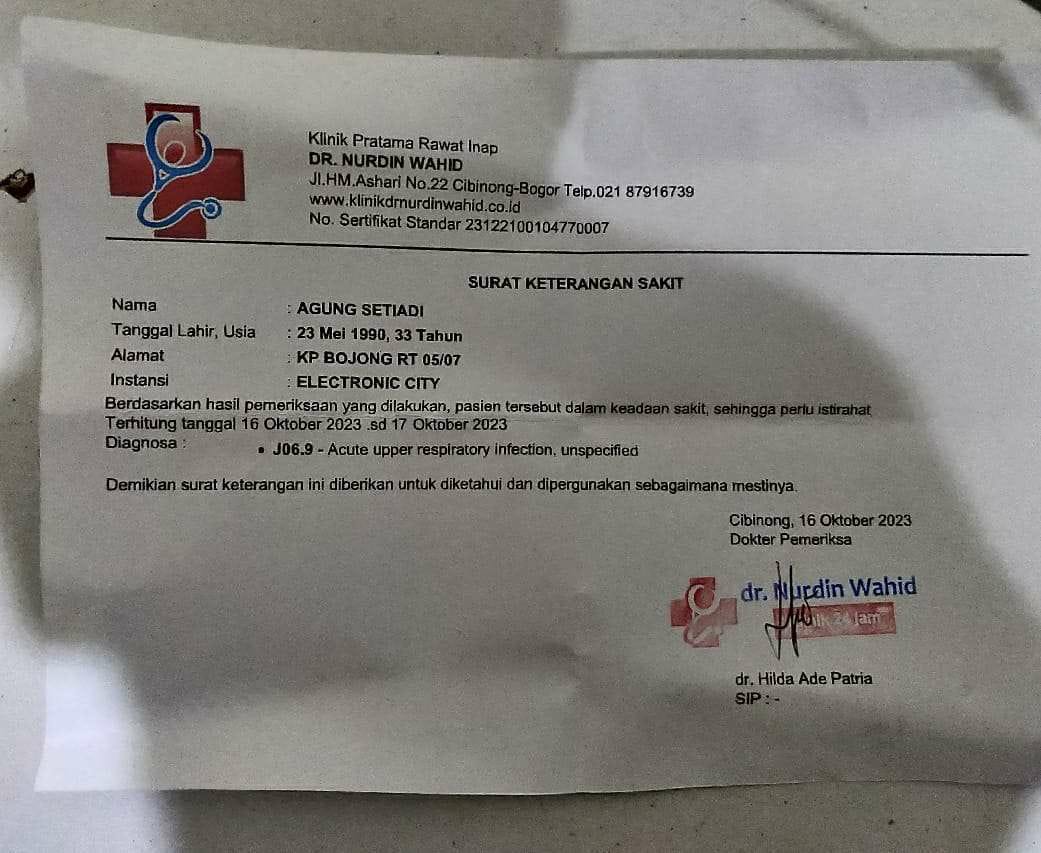 Klinik Pratama Rawat Inap
DR. NURDIN WAHID
Jl.HM.Ashari No.22 Cibinong-Bogor Telp.021 87916739
www.klinikdrnurdinwahid.co.id
No. Sertifikat Standar 23122100104770007
SURAT KETERANGAN SAKIT
Nama : AGUNG SETIADI
Tanggal Lahir, Usia : 23 Mei 1990, 33 Tahun
Alamat : KP BOJONG RT 05/07
Instansi : ELECTRONIC CITY
Berdasarkan hasil pemeriksaan yang dilakukan, pasien tersebut dalam keadaan sakit, sehingga perlu istirahat
Terhitung tanggal 16 Oktober 2023 .sd 17 Oktober 2023
Diagnosa : • J06.9 - Acute upper respiratory infection, unspecified
Demikian surat keterangan ini diberikan untuk diketahui dan dipergunakan sebagaimana mestinya.
Cibinong, 16 Oktober 2023
Dokter Pemeriksa
dr. Nurdin Wahid
24 Jam
dr. Hilda Ade Patria
SIP : -